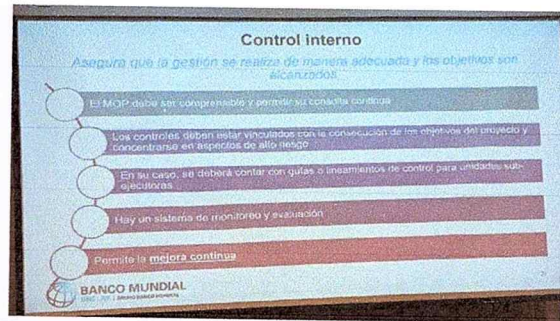 Control interno
Asegura que la gestión se realiza de manera adecuada y los objetivos son
alcanzados
El MOP debe ser comprensible y permitir su consulta continua
Los controles deben estar vinculados con la consecución de los objetivos del proyecto y
concentrarse en aspectos de alto riesgo
En su caso, se deberá contar con guías o lineamientos de control para unidades sub-
ejecutoras
Hay un sistema de monitoreo y evaluación
Permite la mejora continua
BANCO MUNDIAL
GRUPO BANCO MUNDIAL